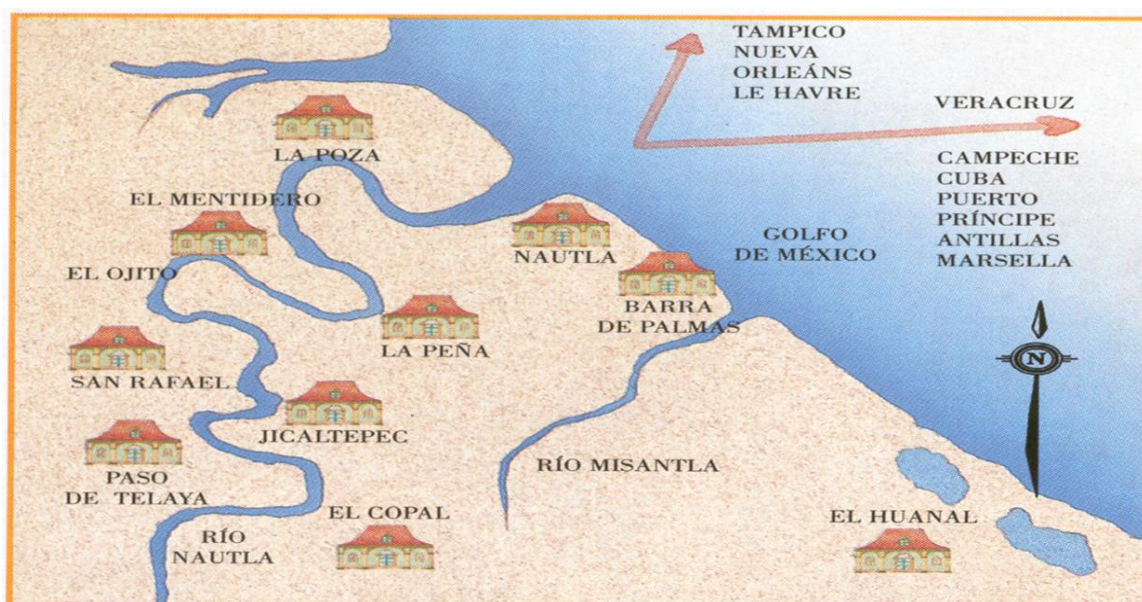 TAMPICO
NUEVA
ORLEÁNS
LE HAVRE
VERACRUZ
CAMPECHE
CUBA
PUERTO
PRÍNCIPE
ANTILLAS
MARSELLA
LA POZA
EL MENTIDERO
NAUTLA
GOLFO
DE MÉXICO
EL OJITO
BARRA
DE PALMAS
LA PEÑA
N
SAN RAFAEL
JICALTEPEC
PASO
DE TELAYA
RÍO MISANTLA
EL COPAL
EL HUANAL
RÍO
NAUTLA